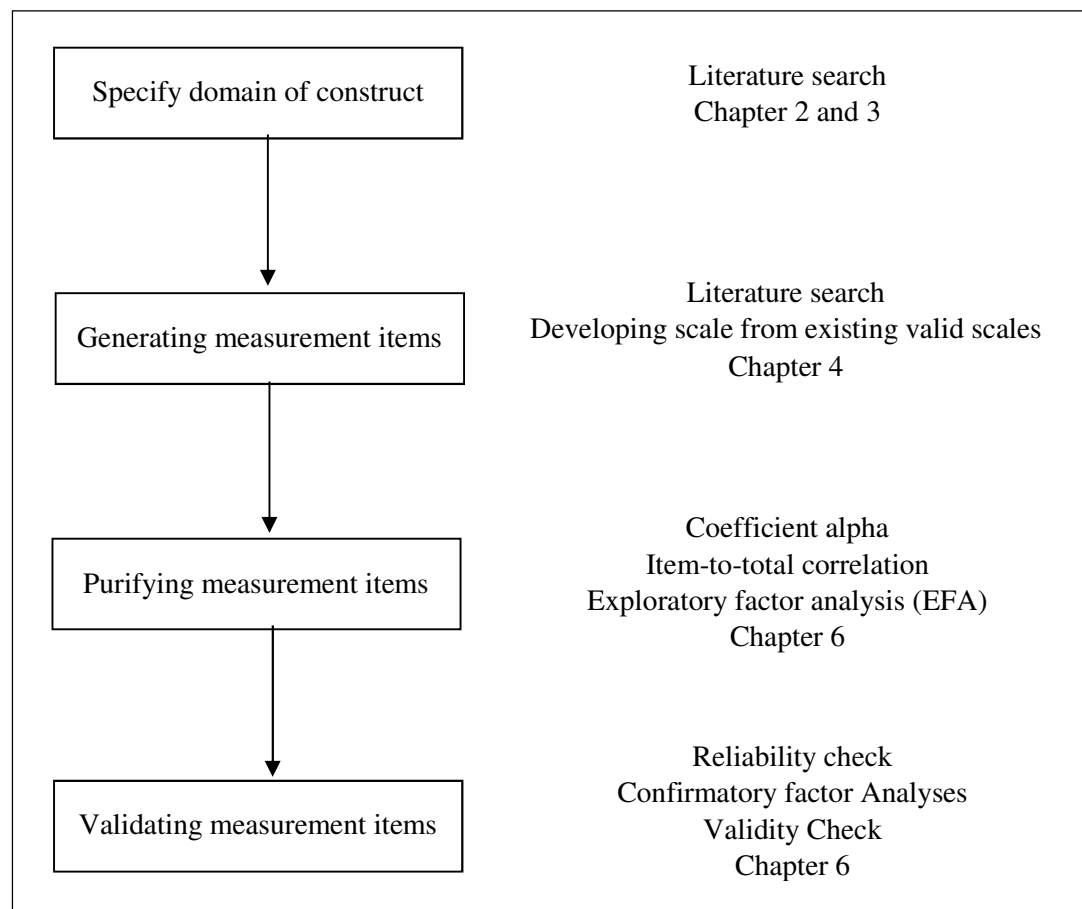 Specify domain of construct
Literature search
Chapter 2 and 3
Generating measurement items
Literature search
Developing scale from existing valid scales
Chapter 4
Purifying measurement items
Coefficient alpha
Item-to-total correlation
Exploratory factor analysis (EFA)
Chapter 6
Validating measurement items
Reliability check
Confirmatory factor Analyses
Validity Check
Chapter 6